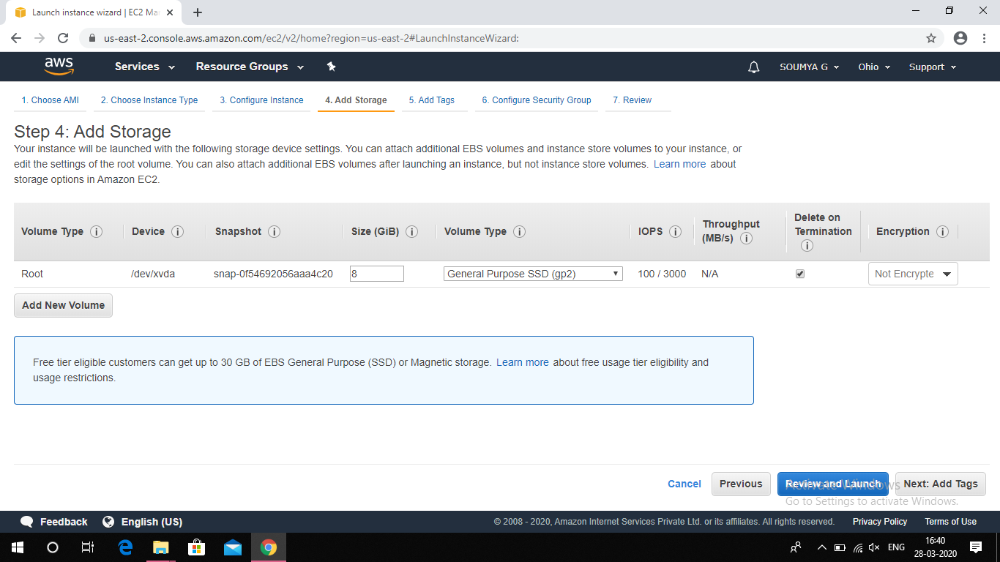 Launch instance wizard | EC2 Mar
us-east-2.console.aws.amazon.com/ec2/v2/home?region=us-east-2#LaunchInstanceWizard:
aws Services Resource Groups SOUMYA G Ohio Support
1. Choose AMI 2. Choose Instance Type 3. Configure Instance 4. Add Storage 5. Add Tags 6. Configure Security Group 7. Review
Step 4: Add Storage
Your instance will be launched with the following storage device settings. You can attach additional EBS volumes and instance store volumes to your instance, or
edit the settings of the root volume. You can also attach additional EBS volumes after launching an instance, but not instance store volumes. Learn more about
storage options in Amazon EC2.
Volume Type i Device i Snapshot i Size (GiB) i Volume Type i IOPS i Throughput (MB/s) i Delete on Termination i Encryption i
Root /dev/xvda snap-0f54692056aaa4c20 8 General Purpose SSD (gp2) 100 / 3000 N/A Not Encrypte
Add New Volume
Free tier eligible customers can get up to 30 GB of EBS General Purpose (SSD) or Magnetic storage. Learn more about free usage tier eligibility and
usage restrictions.
Cancel Previous Review and Launch Next: Add Tags
Activate Windows
Go to Settings to activate Windows.
Feedback English (US) © 2008 - 2020, Amazon Internet Services Private Ltd. or its affiliates. All rights reserved. Privacy Policy Terms of Use
ENG 16:40
28-03-2020